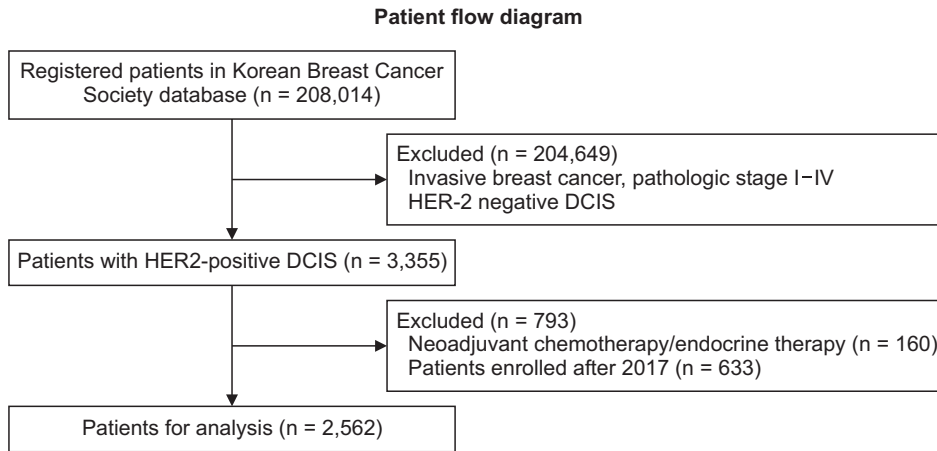 Patient flow diagram
Registered patients in Korean Breast Cancer
Society database (n = 208,014)
Excluded (n = 204,649)
Invasive breast cancer, pathologic stage I−IV
HER-2 negative DCIS
Patients with HER2-positive DCIS (n = 3,355)
Excluded (n = 793)
Neoadjuvant chemotherapy/endocrine therapy (n = 160)
Patients enrolled after 2017 (n = 633)
Patients for analysis (n = 2,562)